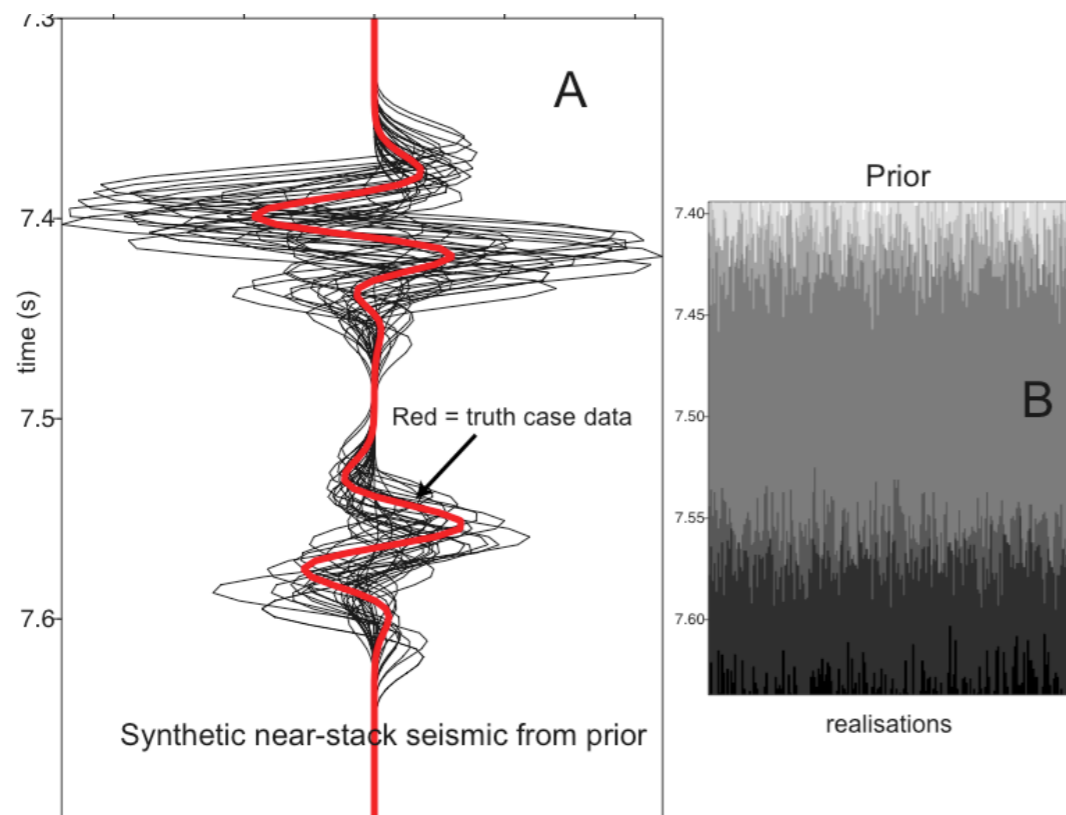 7.3
A
7.4
time (s)
7.5
Red = truth case data
7.6
Synthetic near-stack seismic from prior
Prior
7.40
7.45
7.50
B
7.55
7.60
realisations